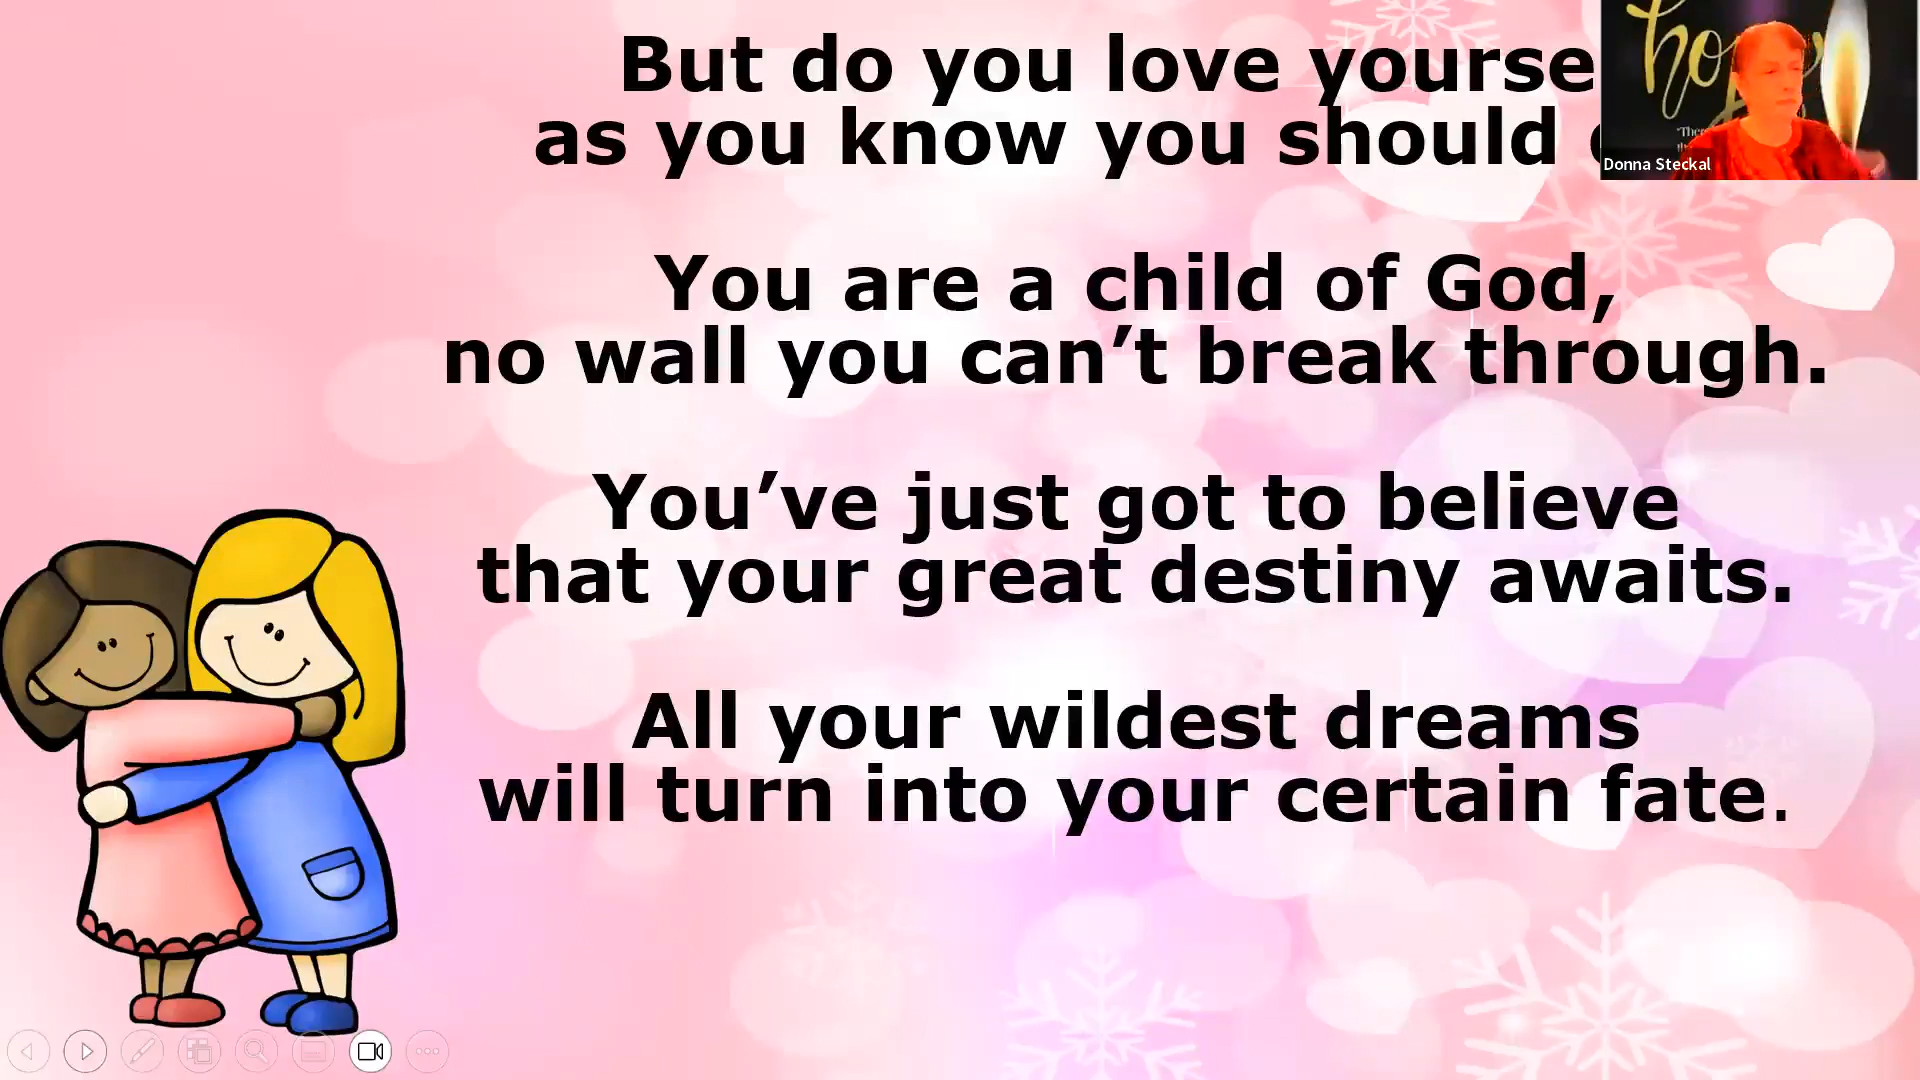 But do you love yourse
as you know you should
You are a child of God,
no wall you can’t break through.
You’ve just got to believe
that your great destiny awaits.
All your wildest dreams
will turn into your certain fate.
Donna Steckal